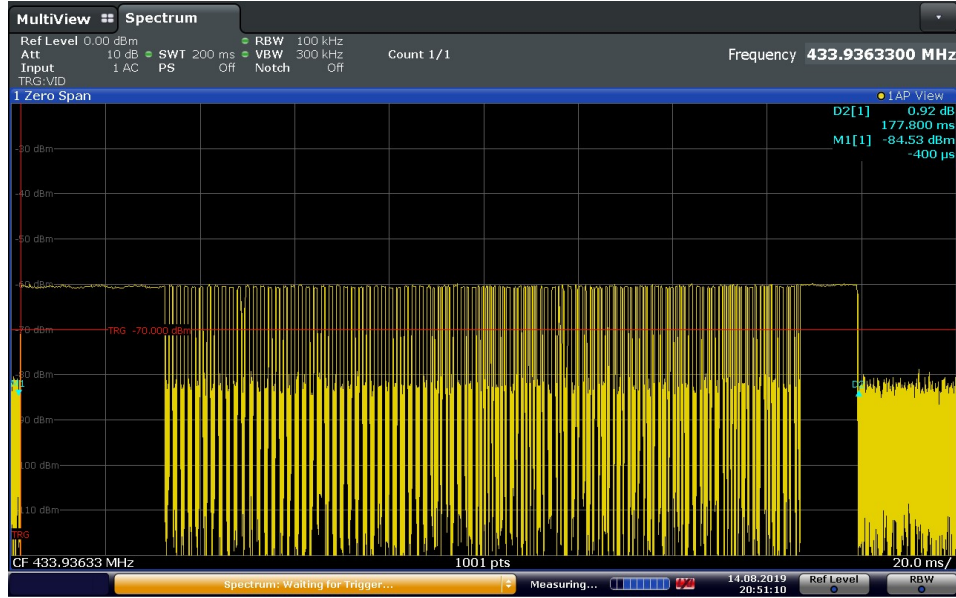 MultiView Spectrum
Ref Level 0.00 dBm RBW 100 kHz
Att 10 dB SWT 200 ms VBW 300 kHz Count 1/1 Frequency 433.9363300 MHz
Input 1 AC PS Off Notch Off
TRG:VID
1 Zero Span 1AP View
D2[1] 0.92 dB
177.800 ms
M1[1] -84.53 dBm
-400 µs
-30 dBm
-40 dBm
-50 dBm
-60 dBm
-70 dBm TRG -70.000 dBm
-80 dBm
D2
-90 dBm
-100 dBm
-110 dBm
TRG
CF 433.93633 MHz 1001 pts 20.0 ms/
Spectrum: Waiting for Trigger... Measuring... 14.08.2019 Ref Level RBW
20:51:10